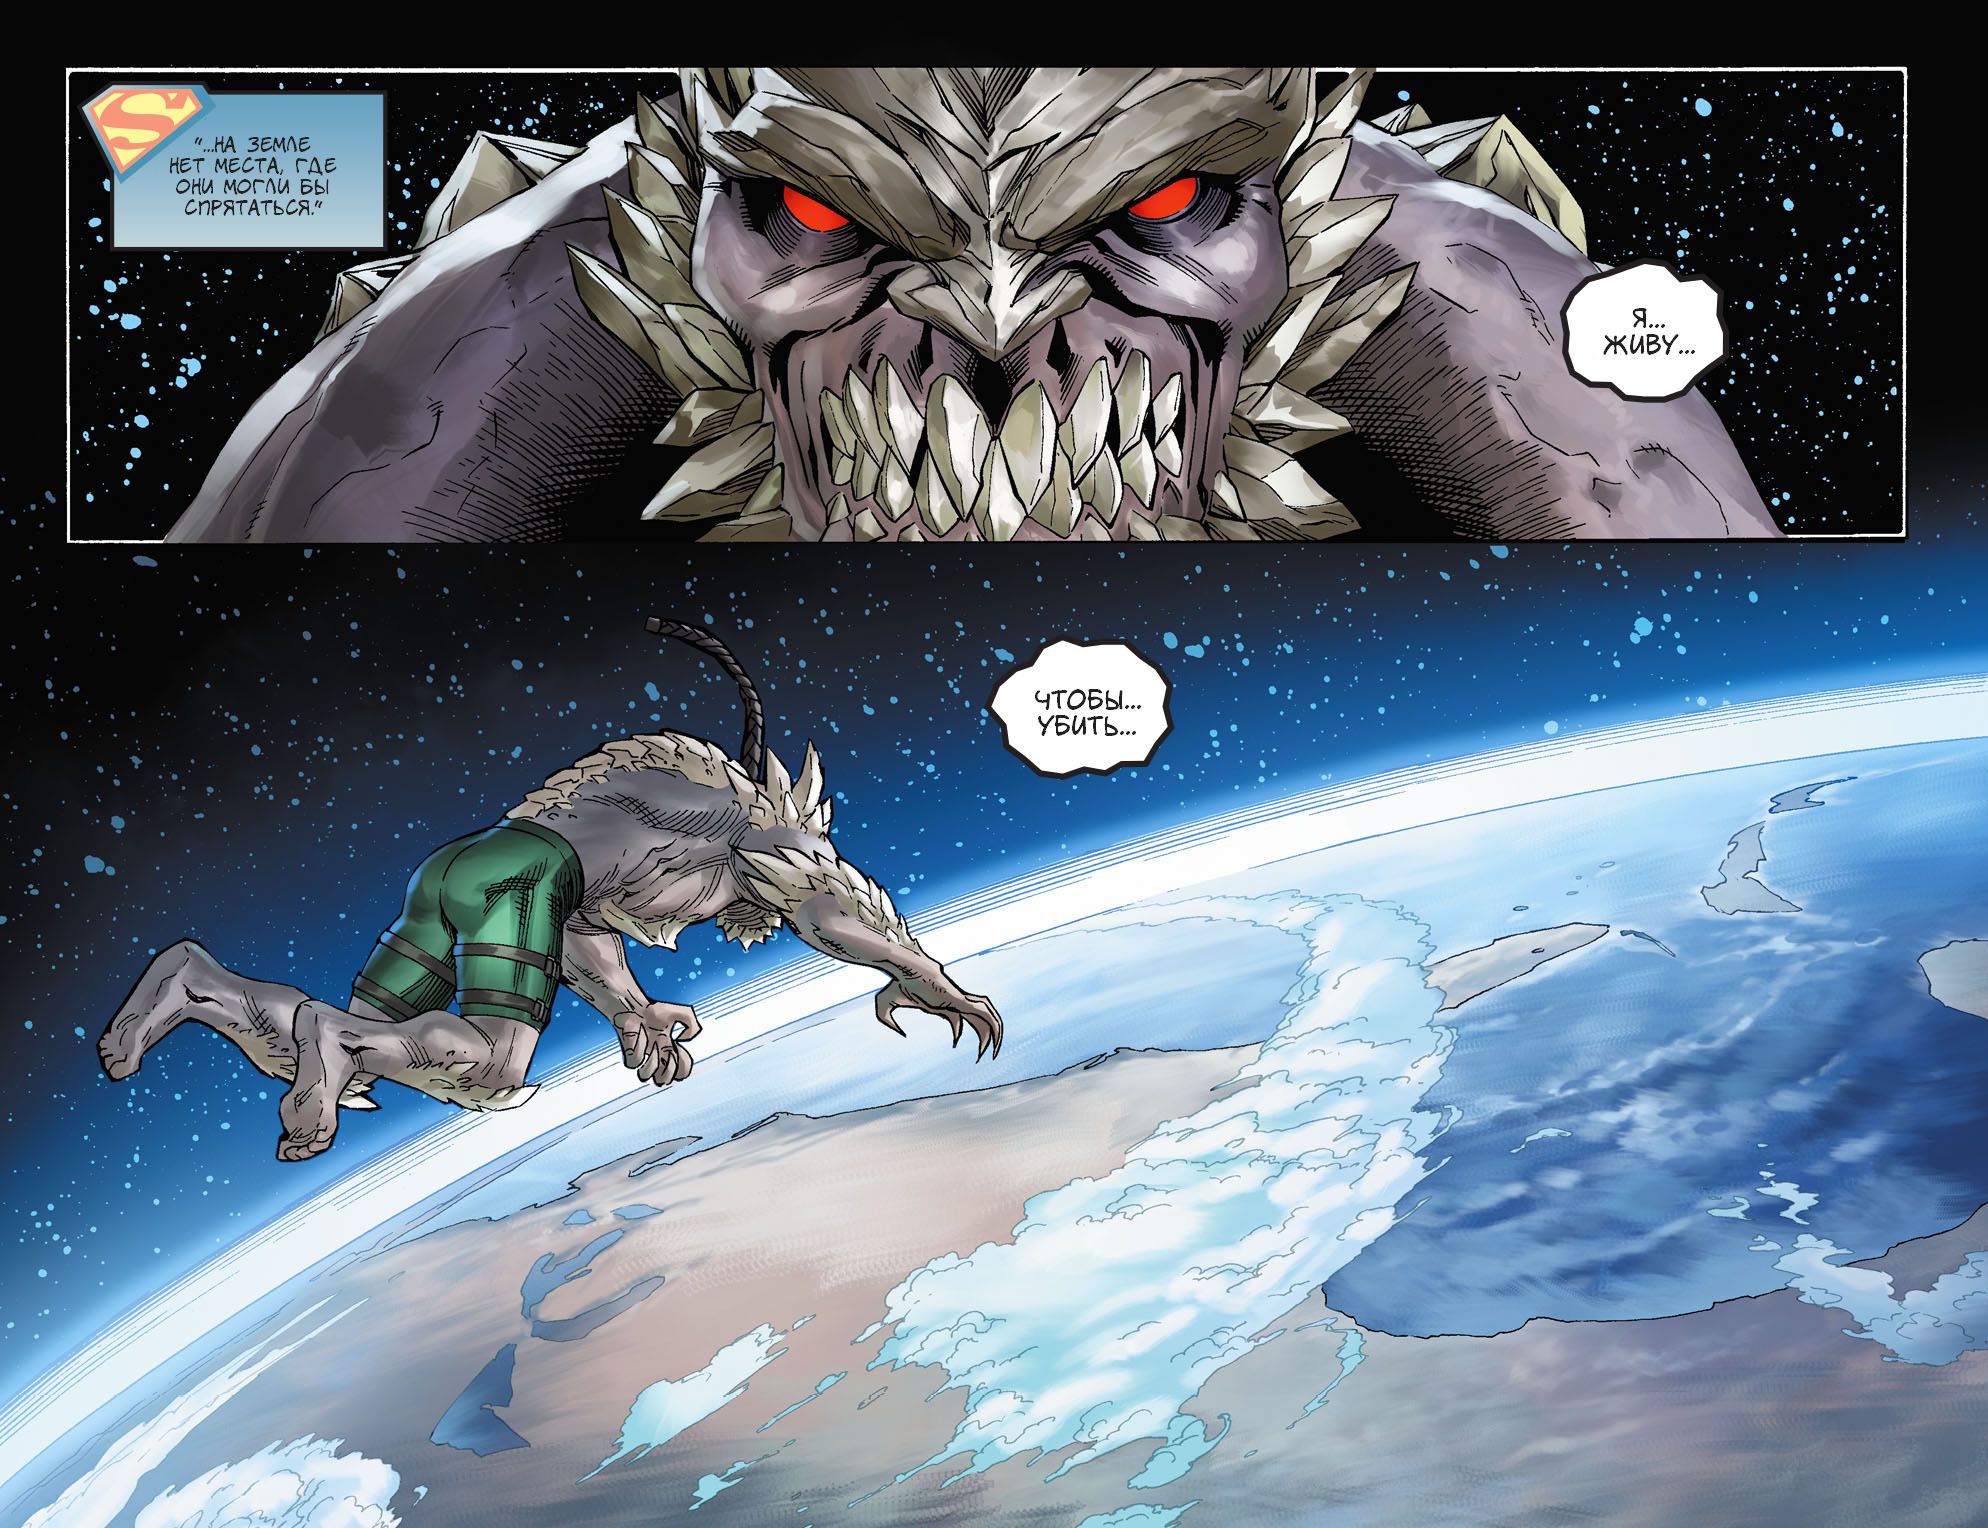 "...НА ЗЕМЛЕ
НЕТ МЕСТА, ГДЕ
ОНИ МОГЛИ БЫ
СПРЯТАТЬСЯ."
Я...
ЖИВУ...
ЧТОБЫ...
УБИТЬ...